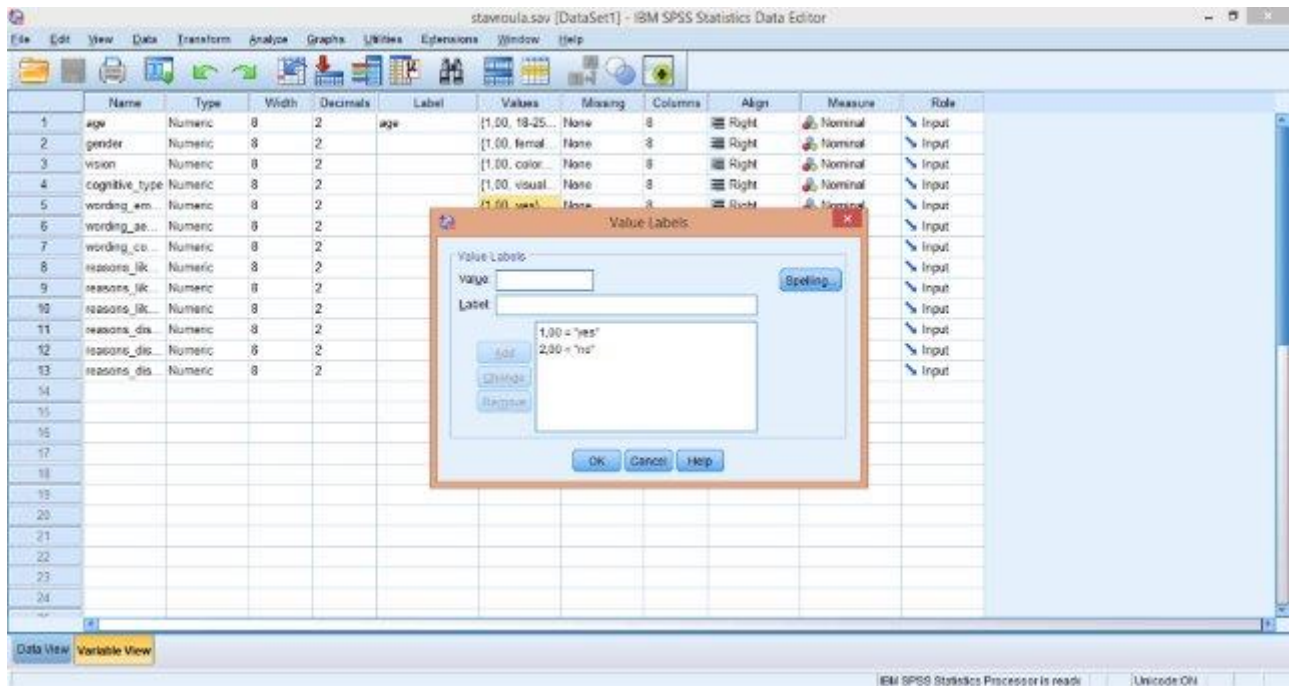 stavroula.sav [DataSet1] - IBM SPSS Statistics Data Editor
File Edit View Data Transform Analyze Graphs Utilities Extensions Window Help
Name Type Width Decimals Label Values Missing Columns Align Measure Role
1 age Numeric 8 2 age {1,00, 18-25... None 8 Right Nominal Input
2 gender Numeric 8 2 {1,00, femal... None 8 Right Nominal Input
3 vision Numeric 8 2 {1,00, color... None 8 Right Nominal Input
4 cognitive_type Numeric 8 2 {1,00, visual... None 8 Right Nominal Input
5 wording_em... Numeric 8 2 {1,00, yes}... None 8 Right Nominal Input
6 wording_ae... Numeric 8 2 Input
7 wording_co... Numeric 8 2 Input
8 reasons_lik... Numeric 8 2 Input
9 reasons_lik... Numeric 8 2 Input
10 reasons_lik... Numeric 8 2 Input
11 reasons_dis... Numeric 8 2 Input
12 reasons_dis... Numeric 8 2 Input
13 reasons_dis... Numeric 8 2 Input
14
15
16
17
18
19
20
21
22
23
24
Value Labels
Value Labels
Value:
Spelling...
Label:
1,00 = "yes"
Add 2,00 = "no"
Change
Remove
OK Cancel Help
Data View Variable View
IBM SPSS Statistics Processor is ready Unicode:ON